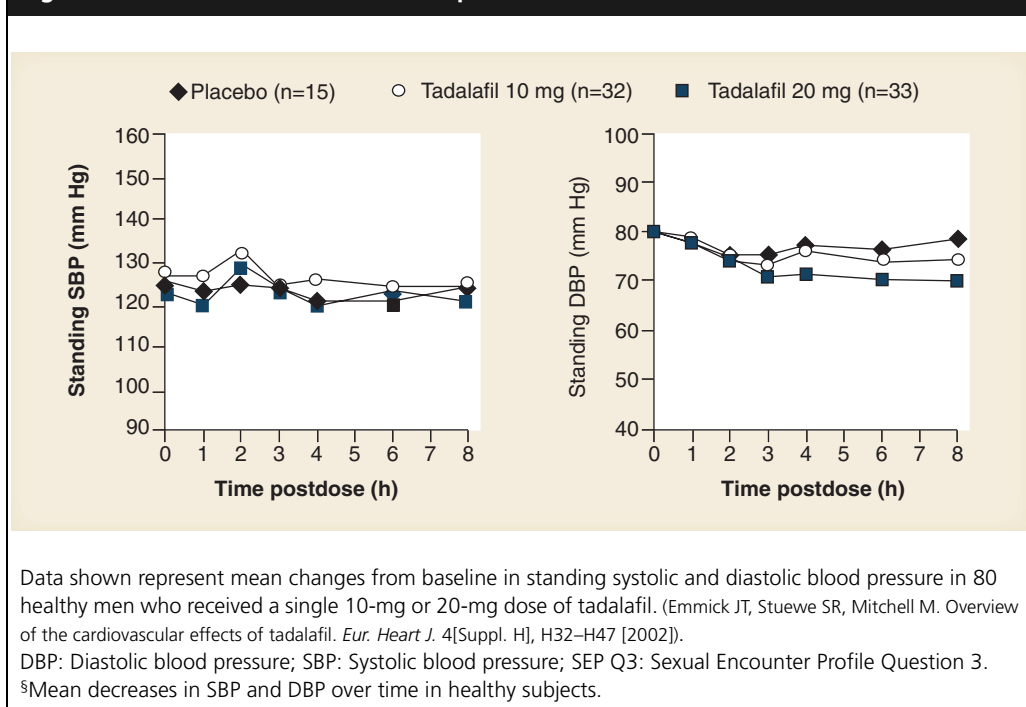 Placebo (n=15) Tadalafil 10 mg (n=32) Tadalafil 20 mg (n=33)
Standing SBP (mm Hg)
160
150
140
130
120
110
100
90
0 1 2 3 4 5 6 7 8
Time postdose (h)
Standing DBP (mm Hg)
100
90
80
70
60
50
40
0 1 2 3 4 5 6 7 8
Time postdose (h)
Data shown represent mean changes from baseline in standing systolic and diastolic blood pressure in 80
healthy men who received a single 10-mg or 20-mg dose of tadalafil. (Emmick JT, Stuewe SR, Mitchell M. Overview
of the cardiovascular effects of tadalafil. Eur. Heart J. 4[Suppl. H], H32–H47 [2002]).
DBP: Diastolic blood pressure; SBP: Systolic blood pressure; SEP Q3: Sexual Encounter Profile Question 3.
§Mean decreases in SBP and DBP over time in healthy subjects.